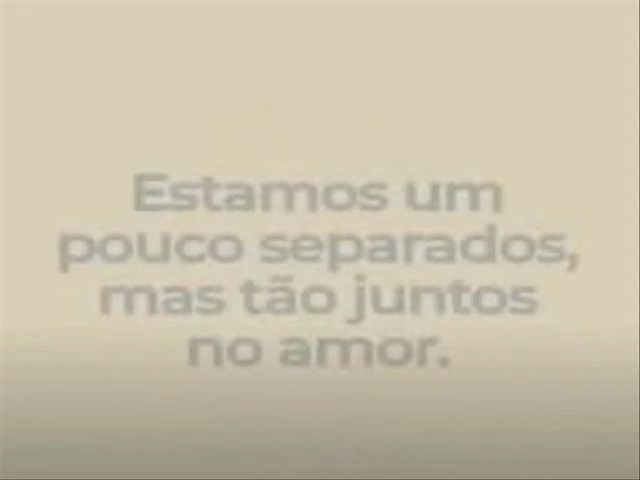 Estamos um
pouco separados,
mas tão juntos
no amor.